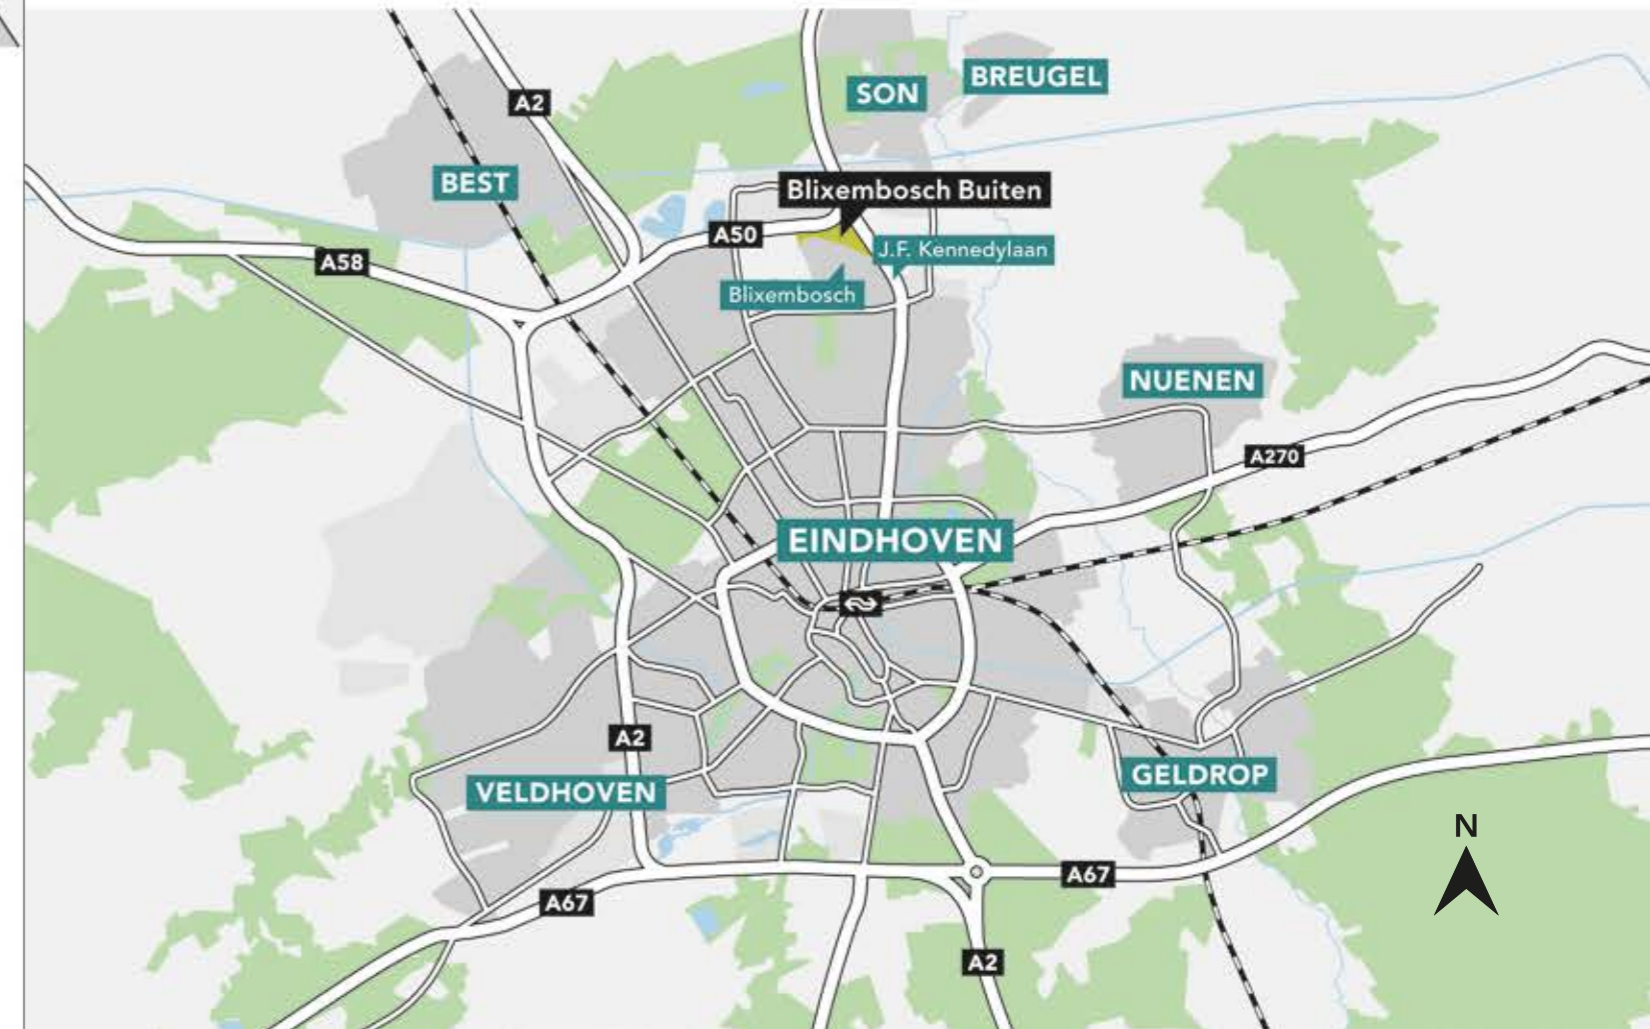 BREUGEL
SON
A2
BEST
Blixembosch Buiten
A50
J.F. Kennedylaan
A58
Blixembosch
NUENEN
A270
EINDHOVEN
A2
GELDROP
VELDHOVEN
N
A67
A67
A2